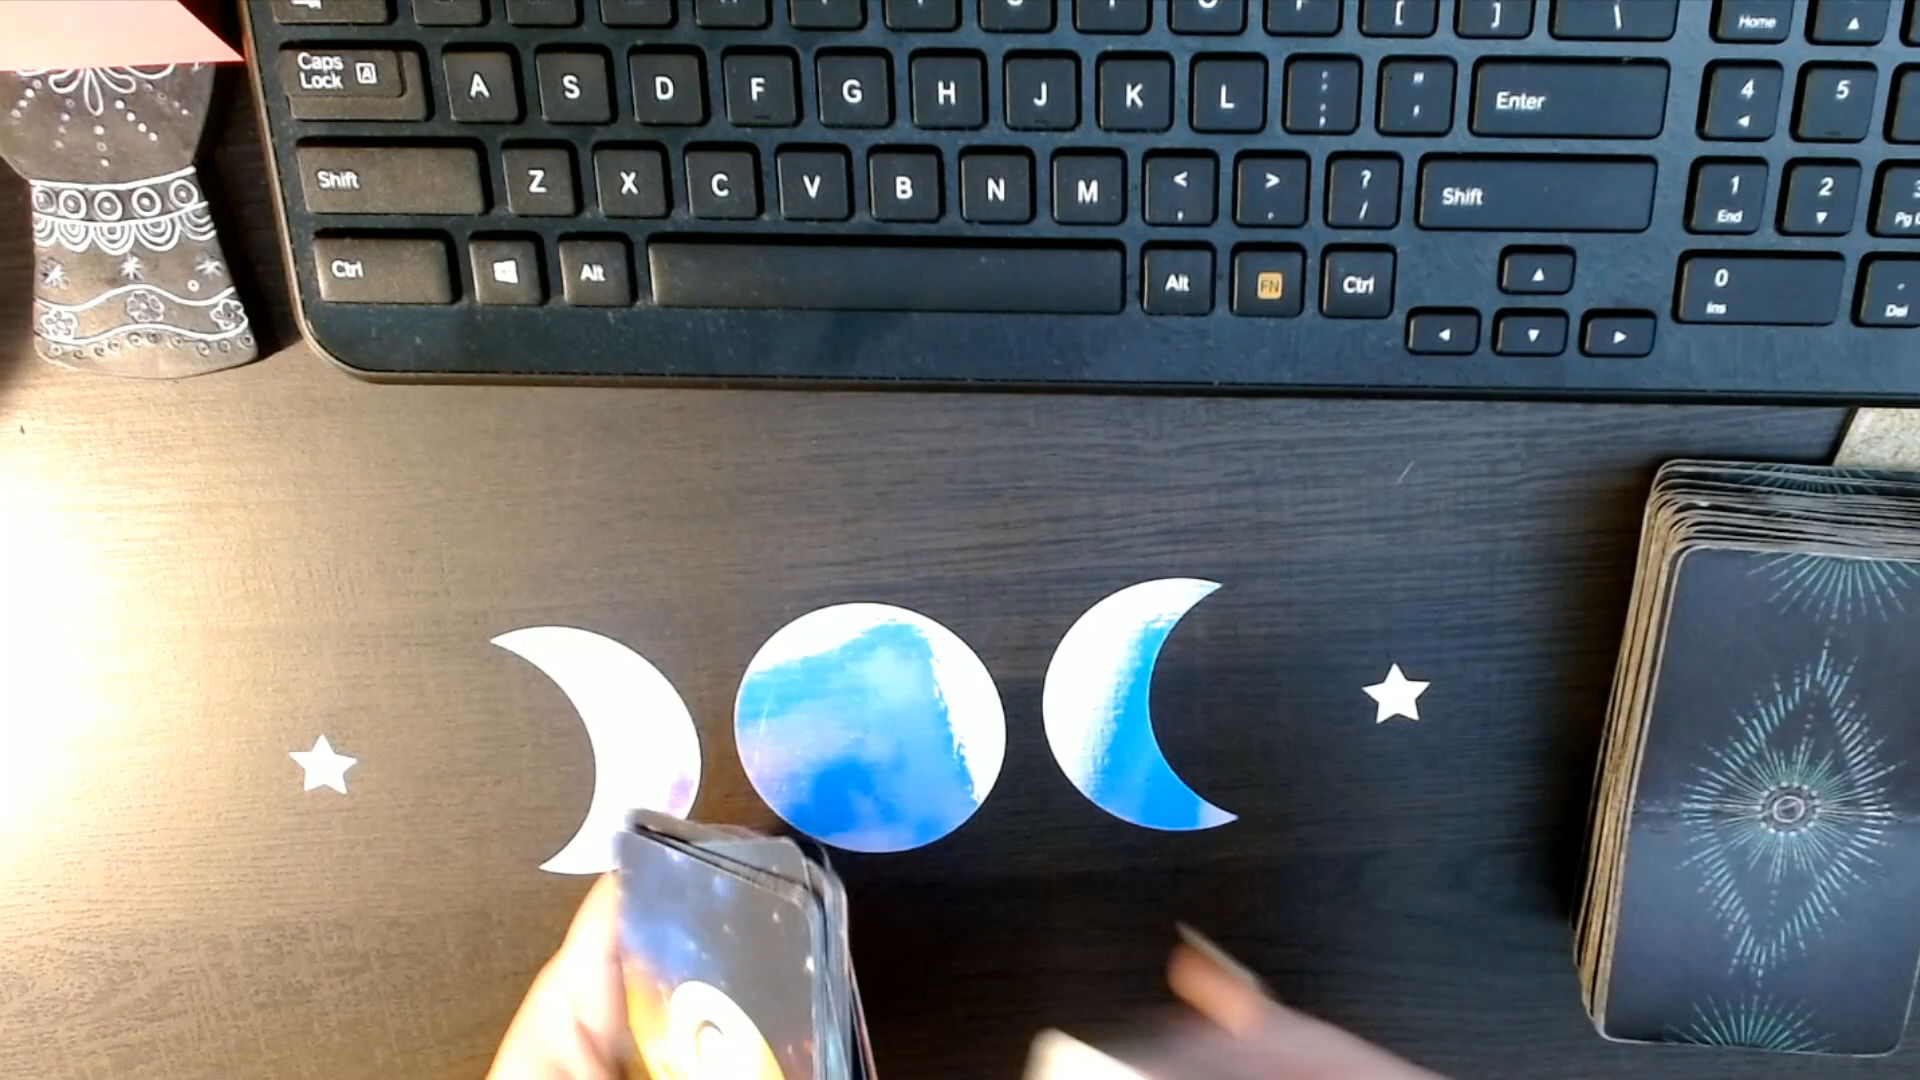 [ ] \ Home
Caps Lock A A S D F G H J K L : ; " ' Enter 4 5
Shift Z X C V B N M < , > . ? / Shift 1 End 2
Ctrl Alt Alt FN Ctrl 0 Ins . Del